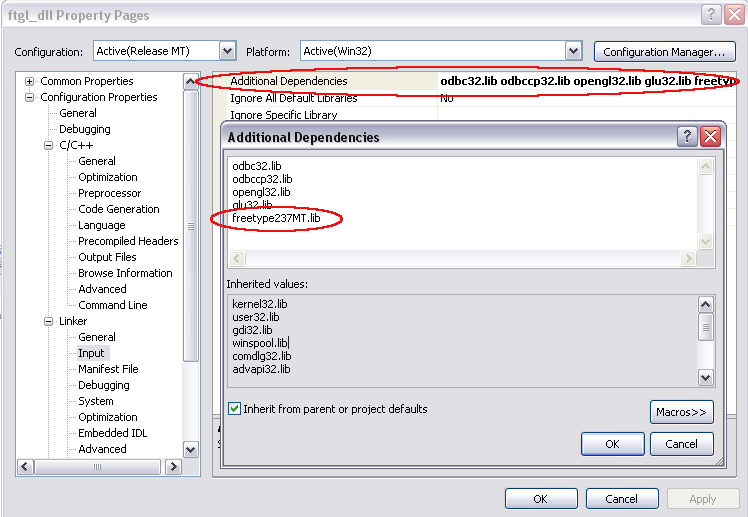 ftgl_dll Property Pages
Configuration: Active(Release MT) Platform: Active(Win32) Configuration Manager...
Common Properties
Configuration Properties
General
Debugging
C/C++
General
Optimization
Preprocessor
Code Generation
Language
Precompiled Headers
Output Files
Browse Information
Advanced
Command Line
Linker
General
Input
Manifest File
Debugging
System
Optimization
Embedded IDL
Advanced
Additional Dependencies odbc32.lib odbccp32.lib opengl32.lib glu32.lib freetyp
Ignore All Default Libraries No
Ignore Specific Library
Additional Dependencies
odbc32.lib
odbccp32.lib
opengl32.lib
glu32.lib
freetype237MT.lib
Inherited values:
kernel32.lib
user32.lib
gdi32.lib
winspool.lib
comdlg32.lib
advapi32.lib
Inherit from parent or project defaults
Macros>>
OK Cancel
OK Cancel Apply